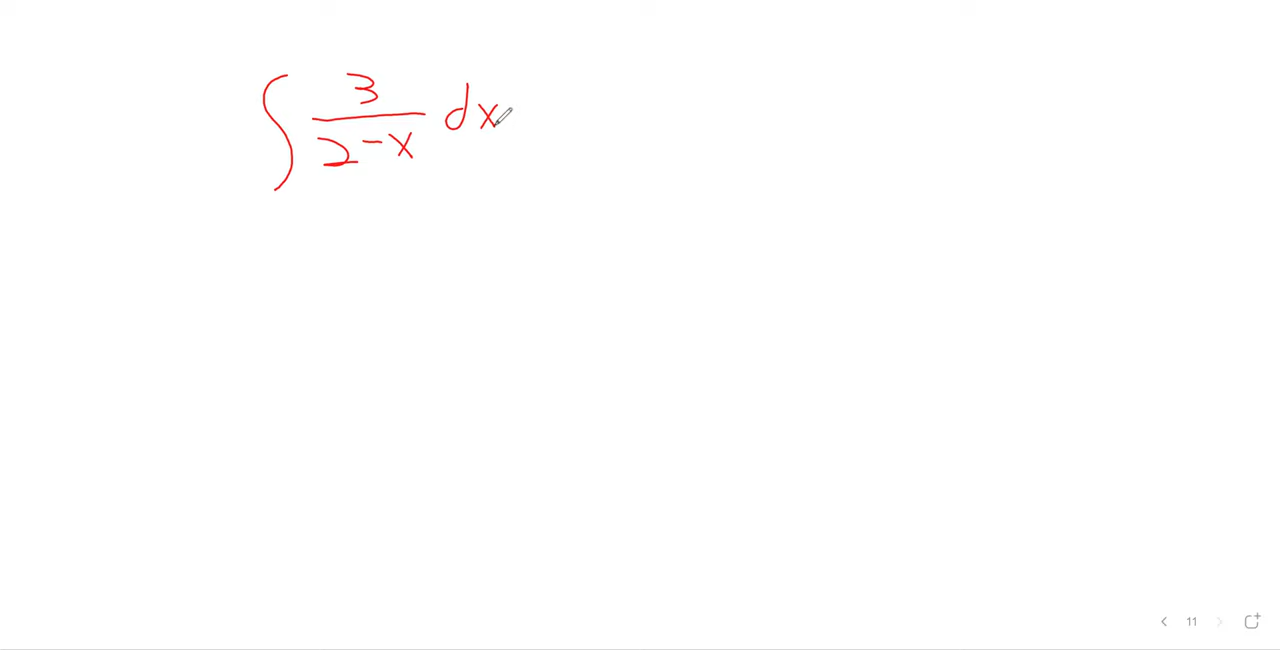 ∫ 3/(2-x) dx
11